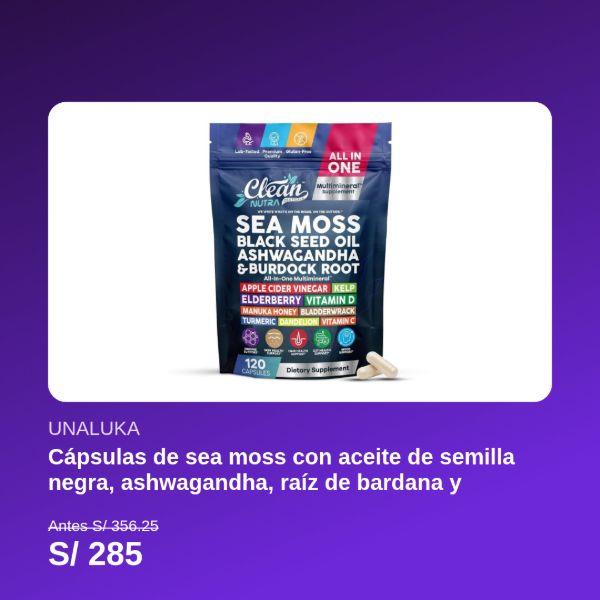 Lab-Tested Premium Quality Gluten-Free
ALL IN
ONE
Clean
NUTRA
Multimineral
Supplement
SEA MOSS
BLACK SEED OIL
ASHWAGANDHA
& BURDOCK ROOT
All-In-One Multimineral
APPLE CIDER VINEGAR KELP
ELDERBERRY VITAMIN D
MANUKA HONEY BLADDERWRACK
TURMERIC DANDELION VITAMIN C
120
CAPSULES
Dietary Supplement
UNALUKA
Cápsulas de sea moss con aceite de semilla
negra, ashwagandha, raíz de bardana y
Antes S/ 356.25
S/ 285